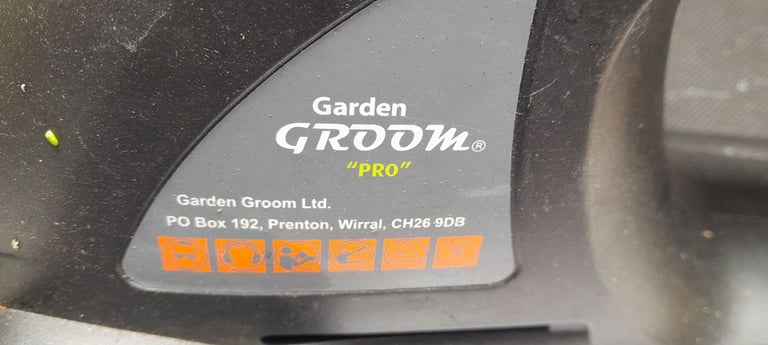 Garden
GROOM®
"PRO"
Garden Groom Ltd.
PO Box 192, Prenton, Wirral, CH26 9DB